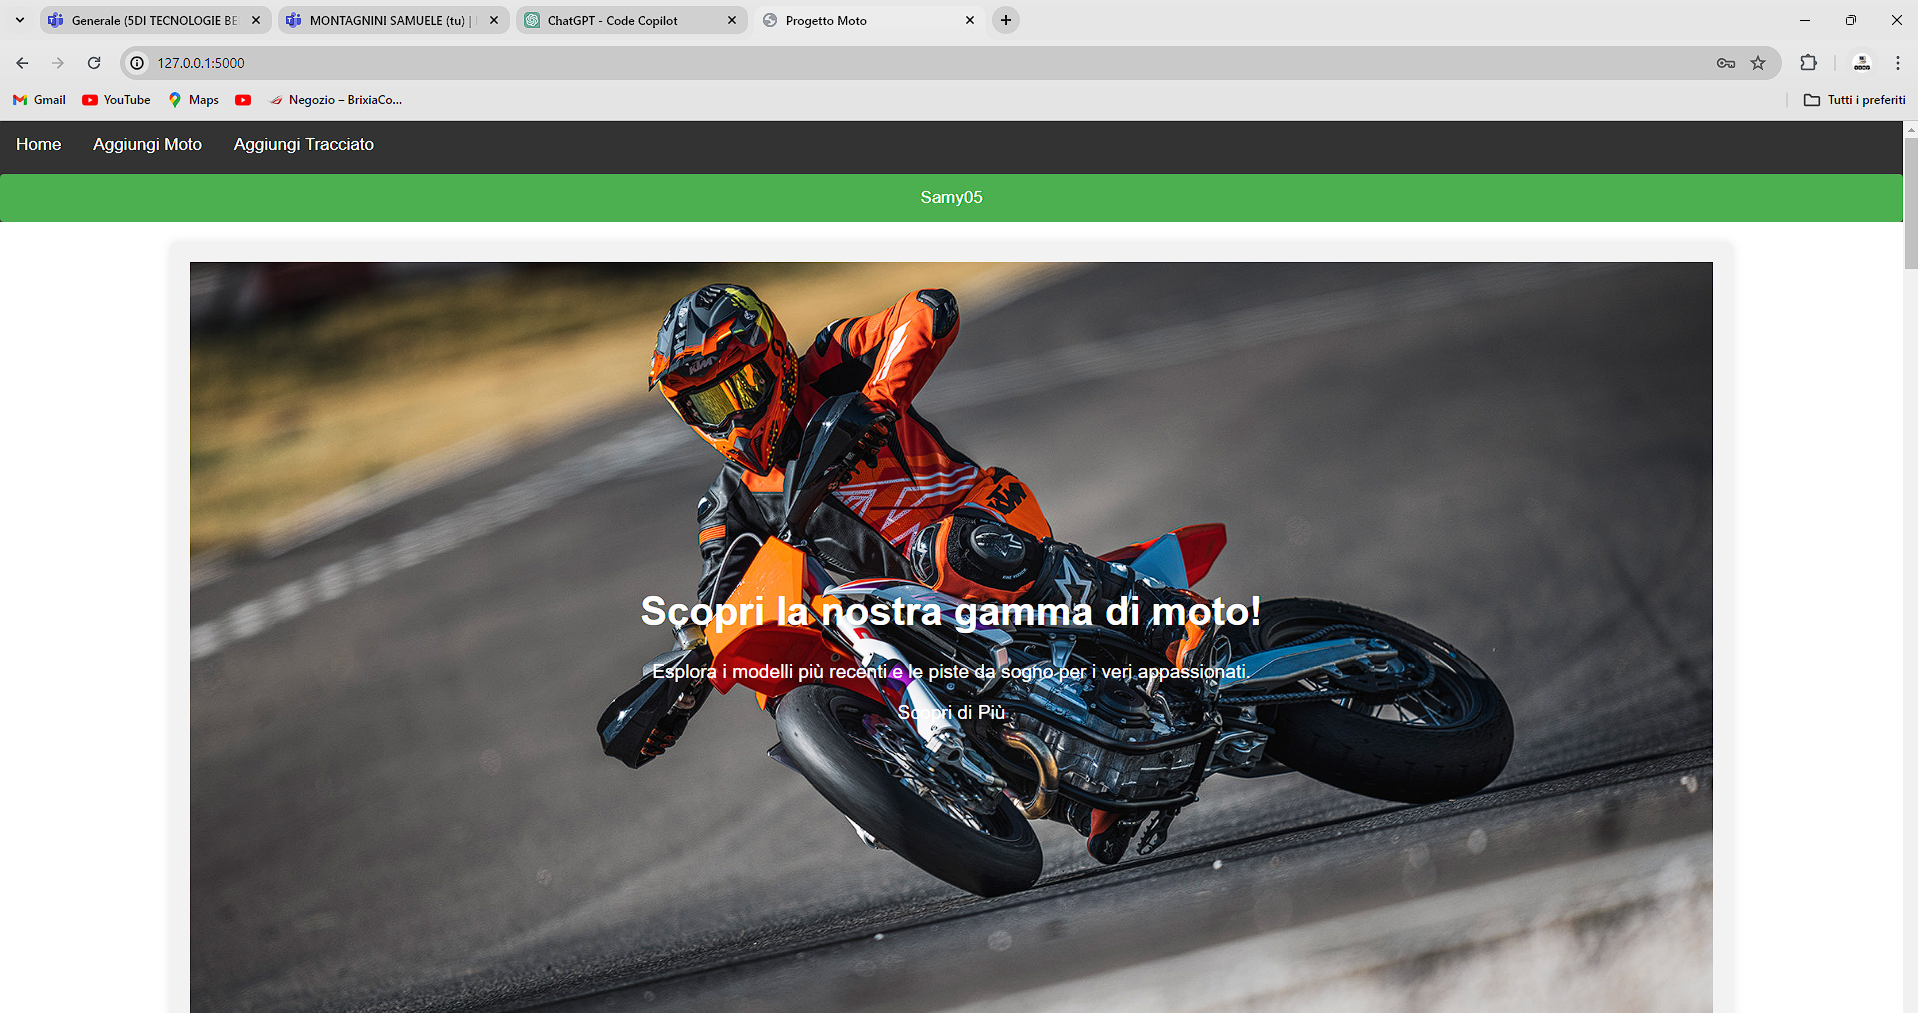 Generale (5DI TECNOLOGIE BE
MONTAGNINI SAMUELE (tu) |
ChatGPT - Code Copilot
Progetto Moto
127.0.0.1:5000
Gmail
YouTube
Maps
Negozio – BrixiaCo...
Tutti i preferiti
Home
Aggiungi Moto
Aggiungi Tracciato
Samy05
KTM
KTM
Scopri la nostra gamma di moto!
Esplora i modelli più recenti e le piste da sogno per i veri appassionati.
Scopri di Più